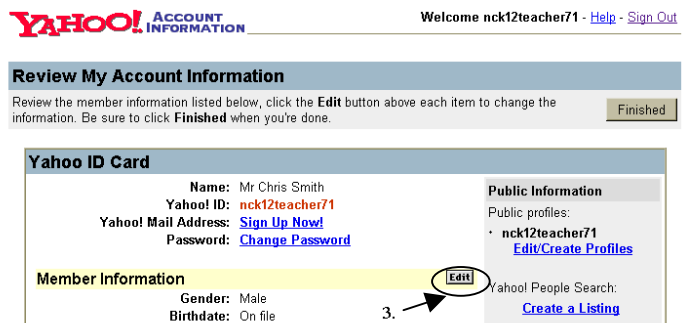 YAHOO! ACCOUNT INFORMATION
Welcome nck12teacher71 - Help - Sign Out
Review My Account Information
Review the member information listed below, click the Edit button above each item to change the
information. Be sure to click Finished when you're done.
Finished
Yahoo ID Card
Name: Mr Chris Smith
Yahoo! ID: nck12teacher71
Yahoo! Mail Address: Sign Up Now!
Password: Change Password
Public Information
Public profiles:
· nck12teacher71
Edit/Create Profiles
Member Information
Edit
Yahoo! People Search:
Create a Listing
Gender: Male
Birthdate: On file
3.